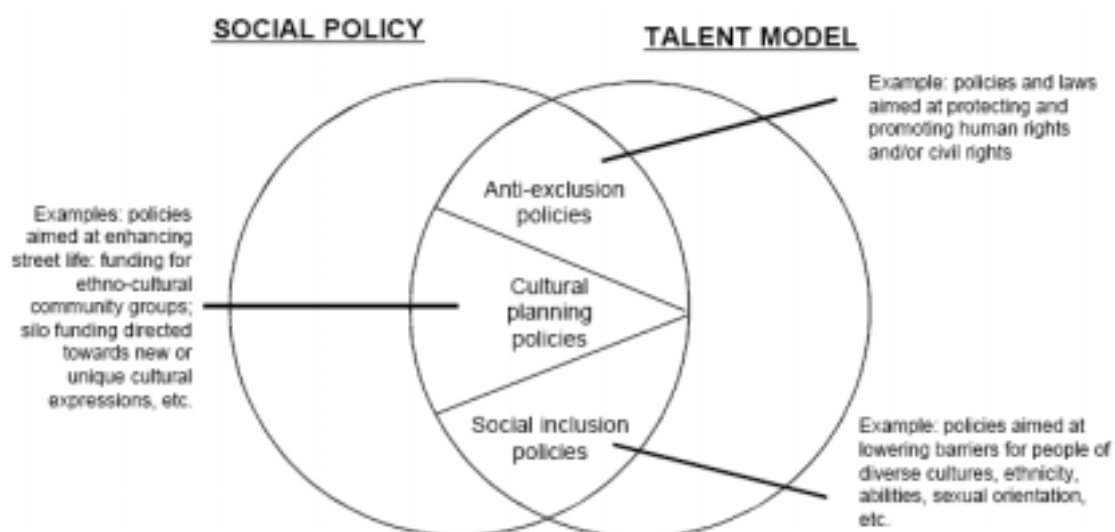 SOCIAL POLICY
TALENT MODEL
Example: policies and laws
aimed at protecting and
promoting human rights
and/or civil rights
Anti-exclusion
policies
Examples: policies
aimed at enhancing
street life: funding for
ethno-cultural
community groups;
silo funding directed
towards new or
unique cultural
expressions, etc.
Cultural
planning
policies
Social inclusion
policies
Example: policies aimed at
lowering barriers for people of
diverse cultures, ethnicity,
abilities, sexual orientation,
etc.